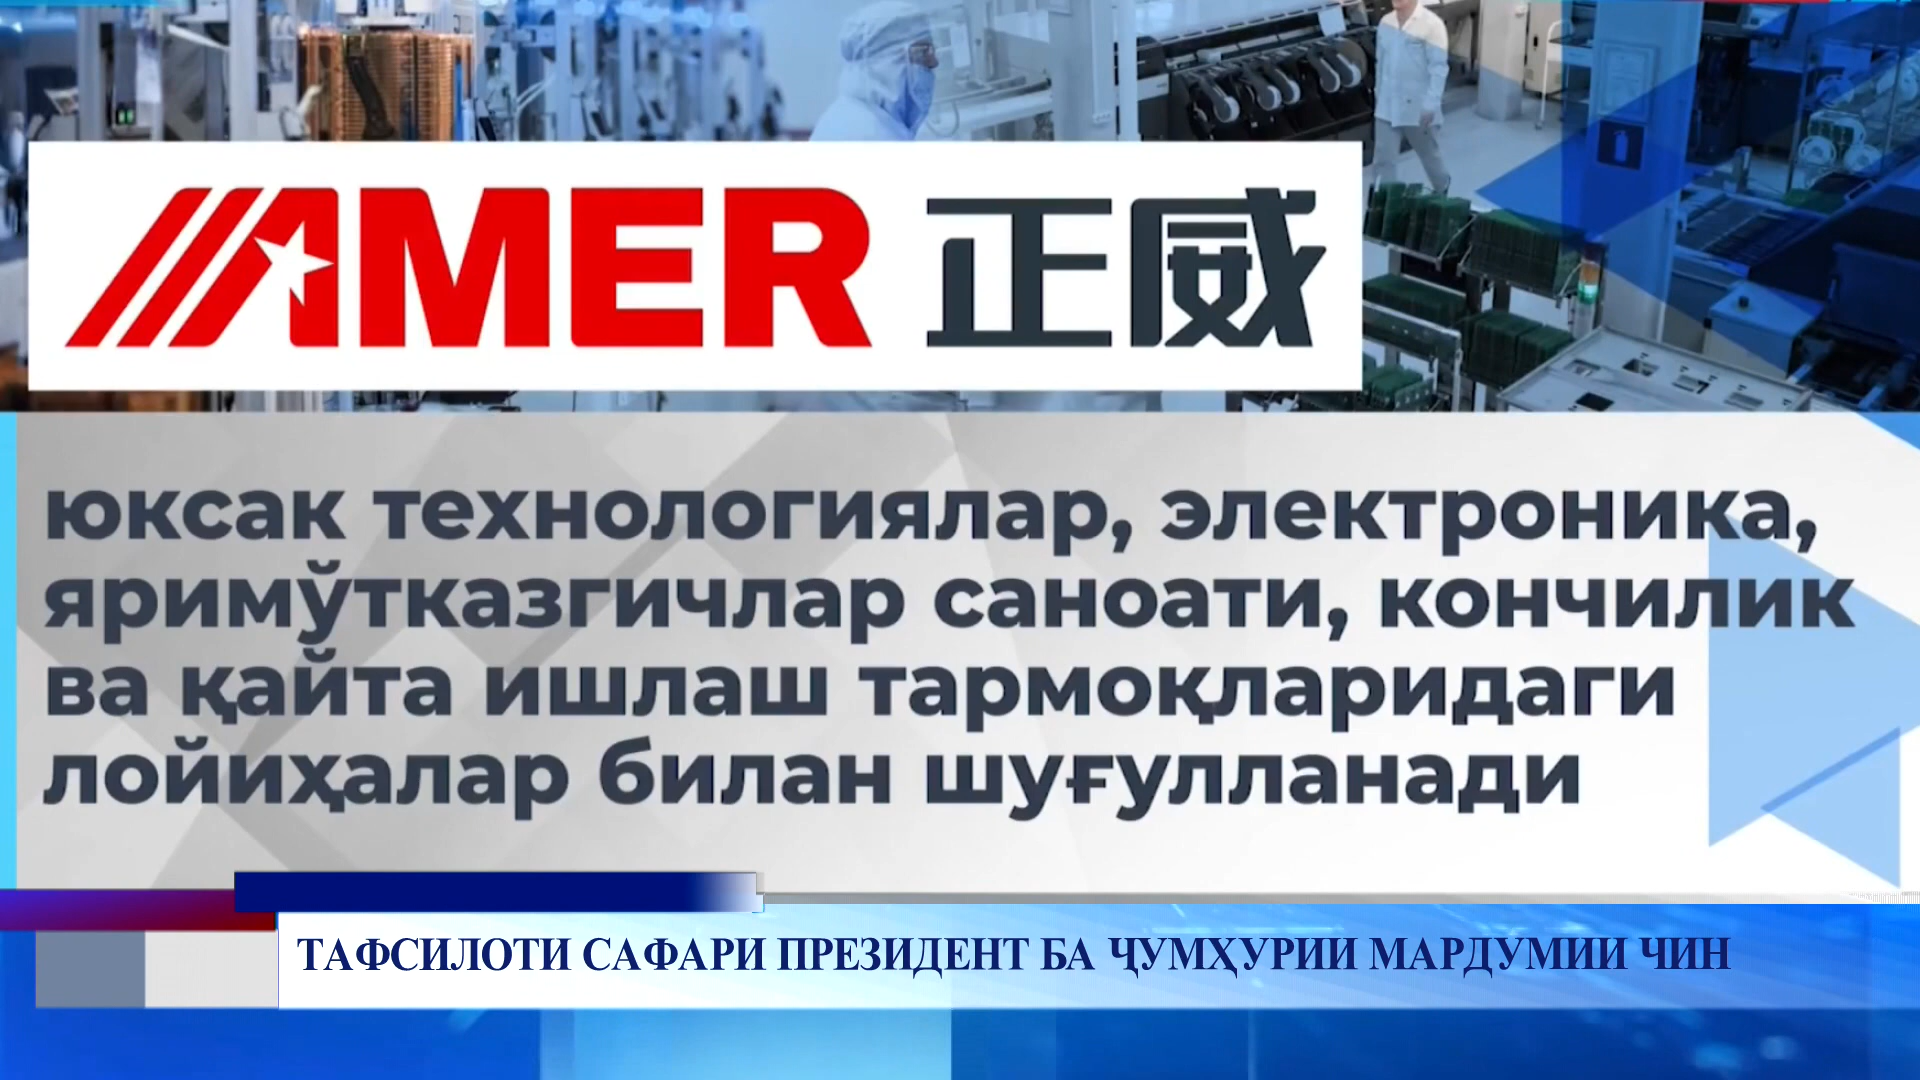 AMER 正威
юксак технологиялар, электроника,
яримўтказгичлар саноати, кончилик
ва қайта ишлаш тармоқларидаги
лойиҳалар билан шуғулланади
ТАФСИЛОТИ САФАРИ ПРЕЗИДЕНТ БА ҶУМҲУРИИ МАРДУМИИ ЧИН